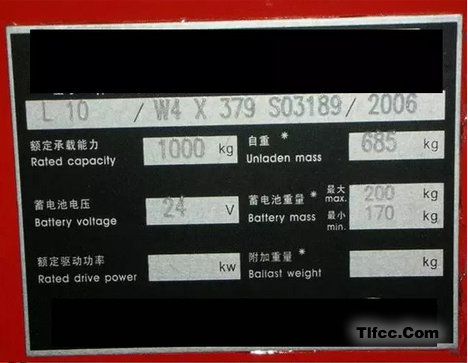 L 10 / W4 X 379 S03189 / 2006
额定承载能力 1000 kg 自重* 685 kg
Rated capacity Unladen mass
蓄电池电压 24 V 蓄电池重量* 最大 max. 200 kg
Battery voltage Battery mass 最小 min. 170 kg
额定驱动功率 kw 附加重量* kg
Rated drive power Ballast weight
Tlfcc.Com